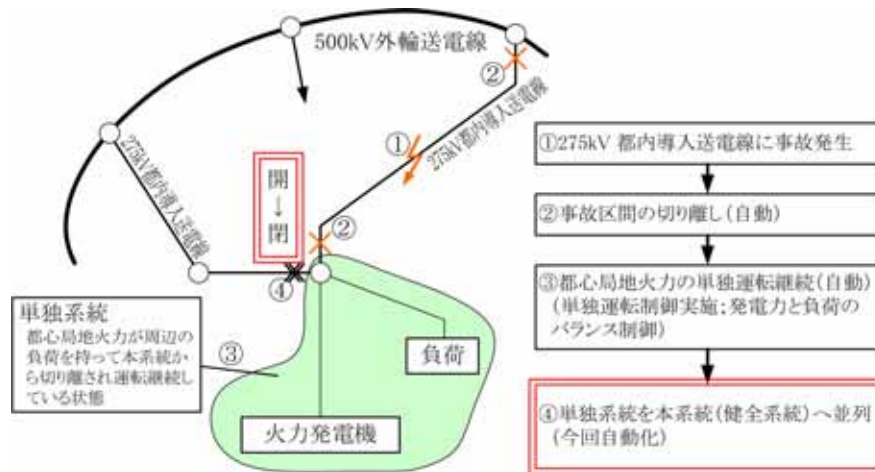 500kV外輪送電線
②
①
275kV都内導入送電線
275kV都内導入送電線
開
↓
閉
②
④
単独系統
都心局地火力が周辺の
負荷を持って本系統か
ら切り離され運転継続し
ている状態
③
負荷
火力発電機
①275kV 都内導入送電線に事故発生
②事故区間の切り離し(自動)
③都心局地火力の単独運転継続(自動)
(単独運転制御実施;発電力と負荷の
バランス制御)
④単独系統を本系統(健全系統)へ並列
(今回自動化)